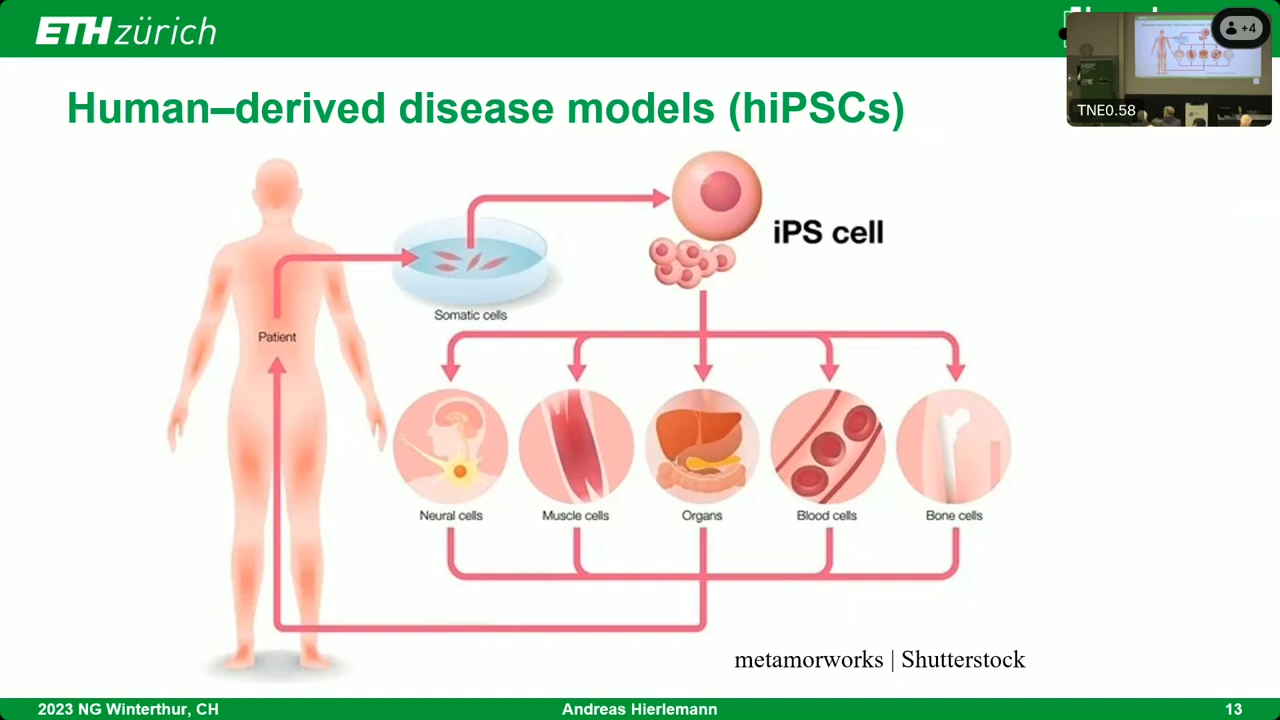 ETH zürich
+4
TNE0.58
Human–derived disease models (hiPSCs)
iPS cell
Somatic cells
Patient
Neural cells
Muscle cells
Organs
Blood cells
Bone cells
metamorworks | Shutterstock
2023 NG Winterthur, CH
Andreas Hierlemann
13